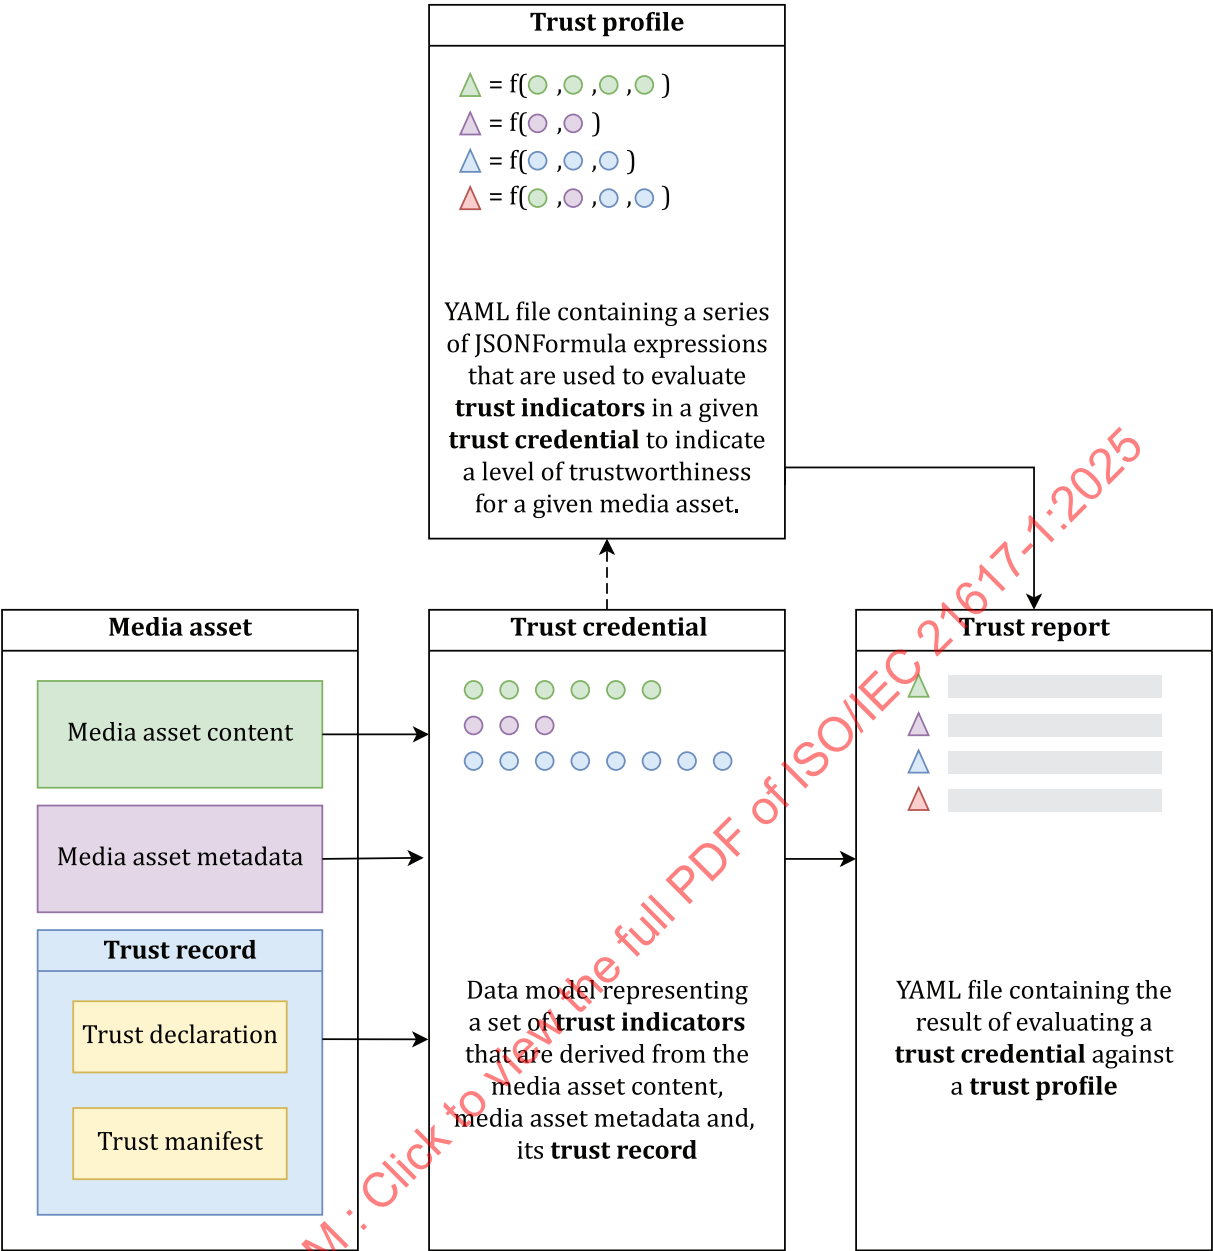 Trust profile
= f( , , , )
= f( , )
= f( , , )
= f( , , , )
YAML file containing a series
of JSONFormula expressions
that are used to evaluate
trust indicators in a given
trust credential to indicate
a level of trustworthiness
for a given media asset.
Media asset
Media asset content
Media asset metadata
Trust record
Trust declaration
Trust manifest
Trust credential
Data model representing
a set of trust indicators
that are derived from the
media asset content,
media asset metadata and,
its trust record
Trust report
YAML file containing the
result of evaluating a
trust credential against
a trust profile
M : Click to view the full PDF of ISO/IEC 21617-1:2025